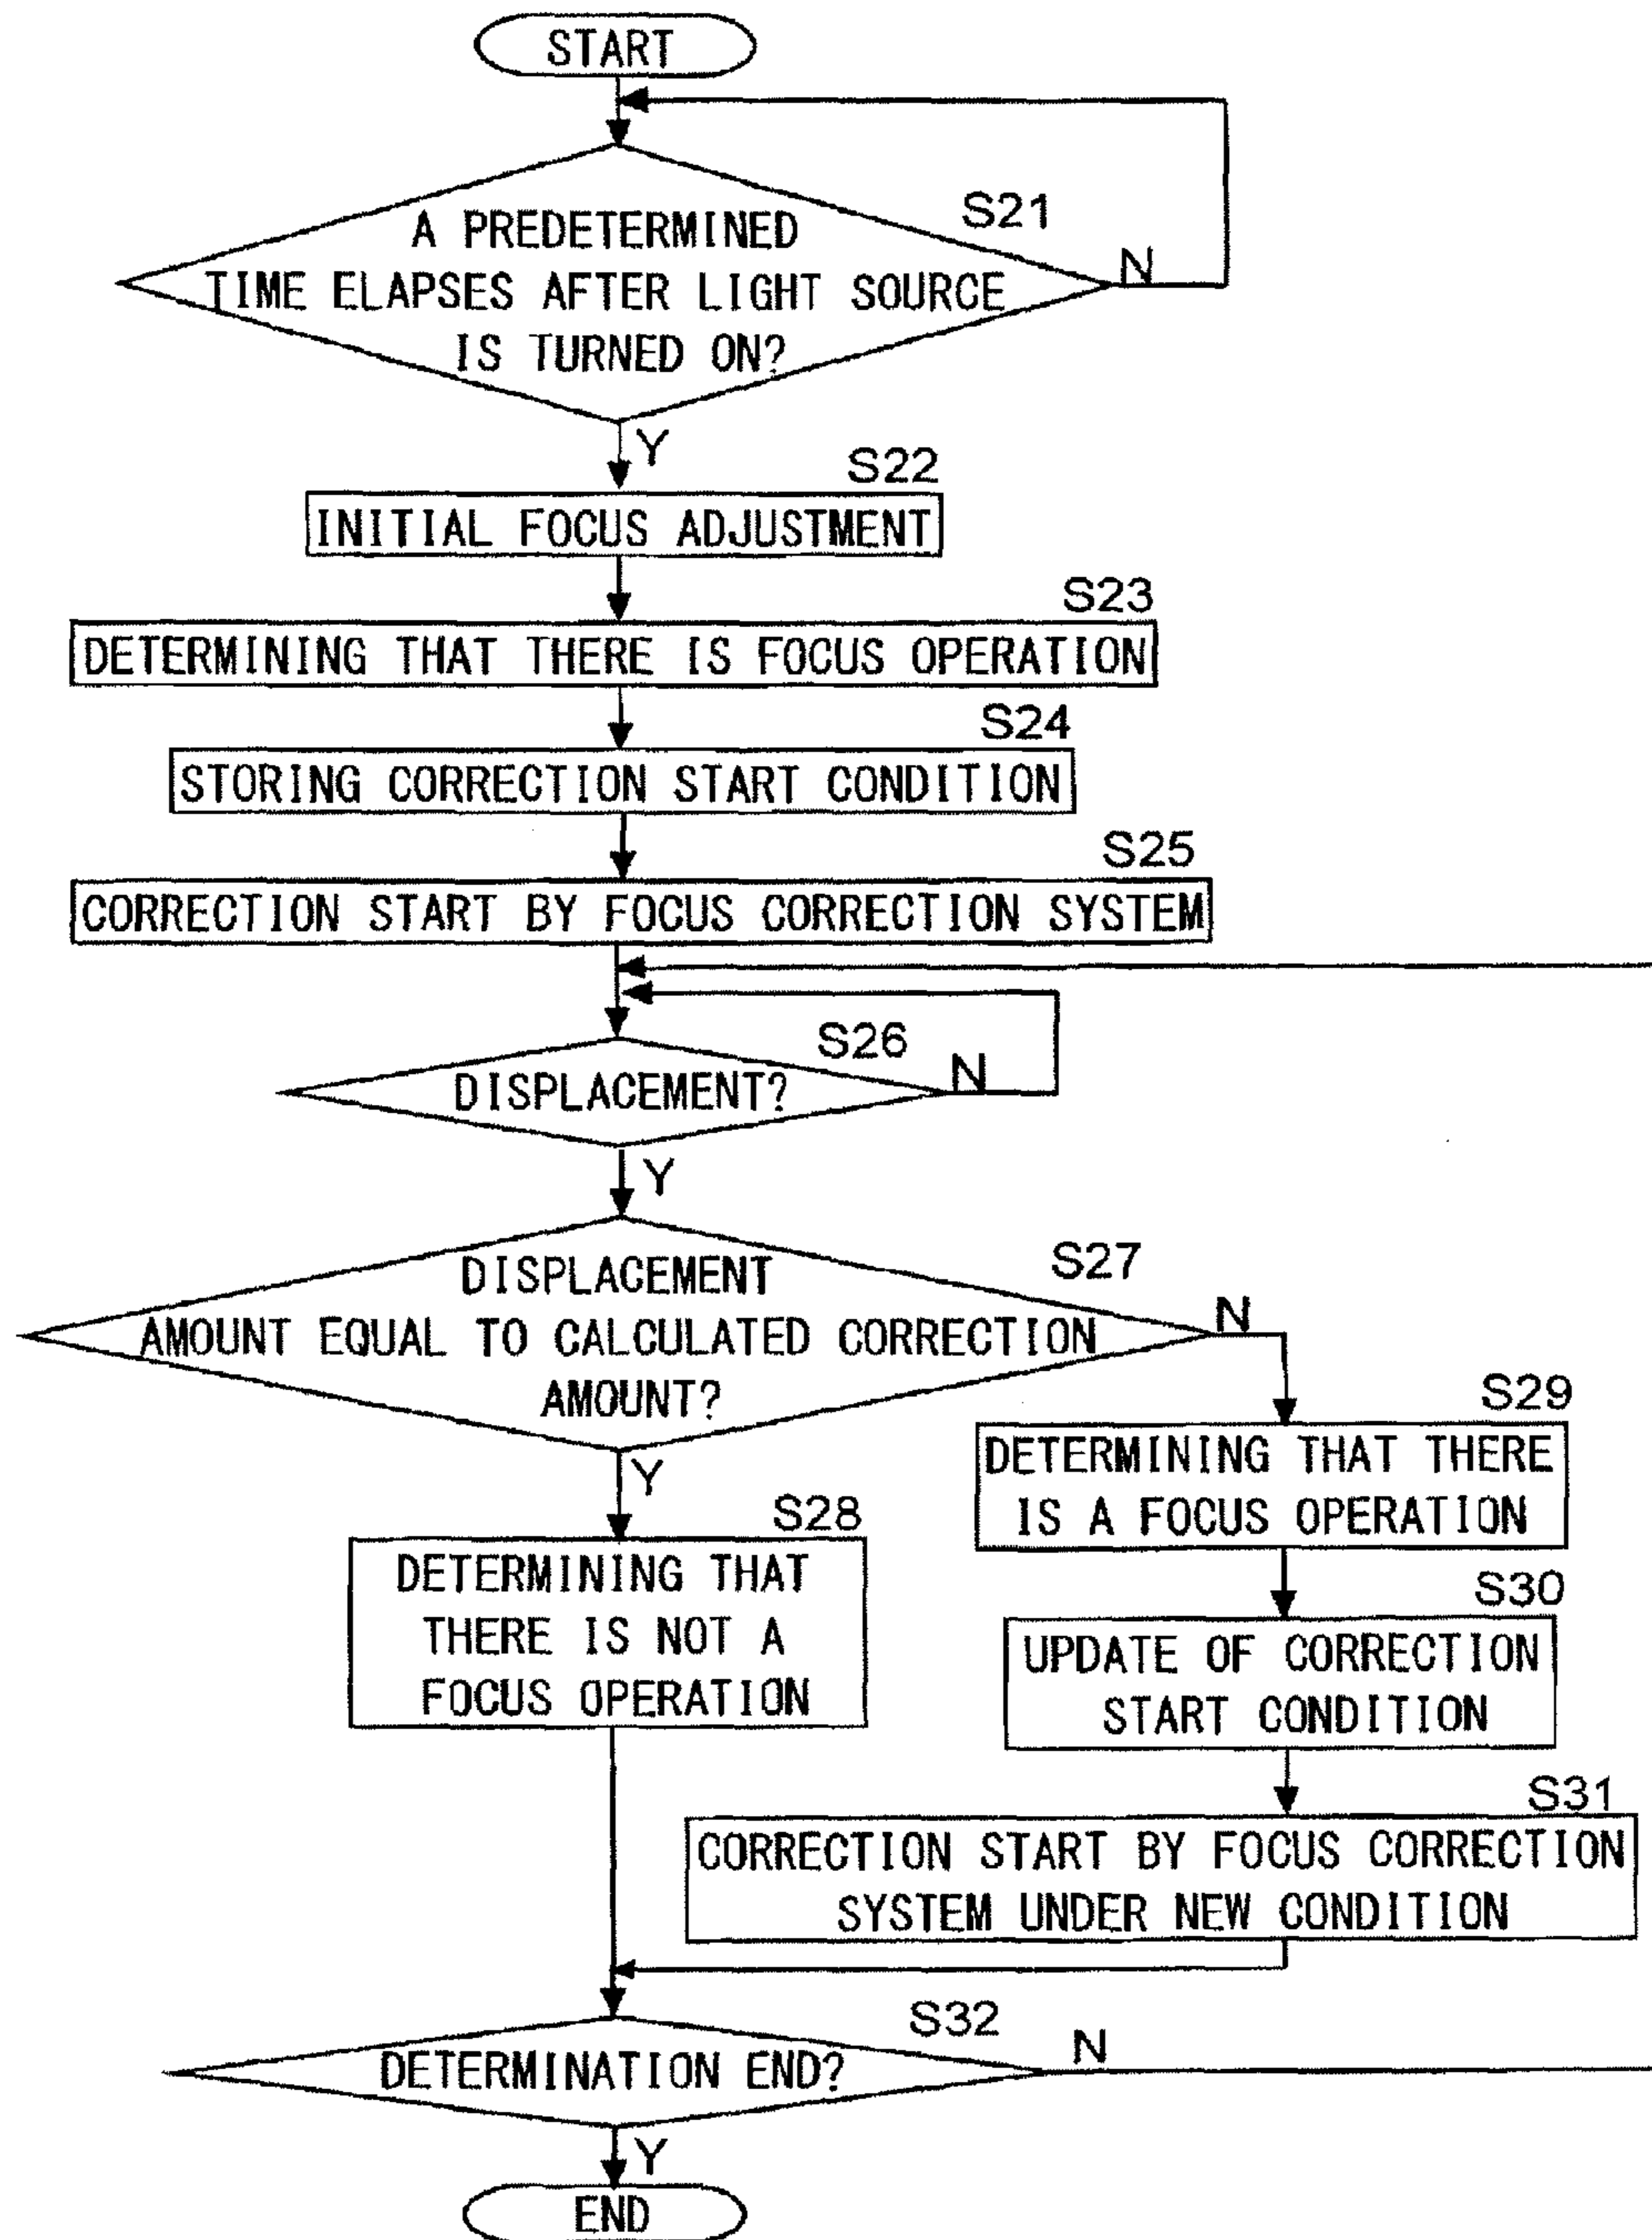 START
S21
A PREDETERMINED
TIME ELAPSES AFTER LIGHT SOURCE
IS TURNED ON?
N
Y
S22
INITIAL FOCUS ADJUSTMENT
S23
DETERMINING THAT THERE IS FOCUS OPERATION
S24
STORING CORRECTION START CONDITION
S25
CORRECTION START BY FOCUS CORRECTION SYSTEM
S26
DISPLACEMENT?
N
Y
S27
DISPLACEMENT
AMOUNT EQUAL TO CALCULATED CORRECTION
AMOUNT?
N
Y
S28
DETERMINING THAT
THERE IS NOT A
FOCUS OPERATION
S29
DETERMINING THAT THERE
IS A FOCUS OPERATION
S30
UPDATE OF CORRECTION
START CONDITION
S31
CORRECTION START BY FOCUS CORRECTION
SYSTEM UNDER NEW CONDITION
S32
DETERMINATION END?
N
Y
END